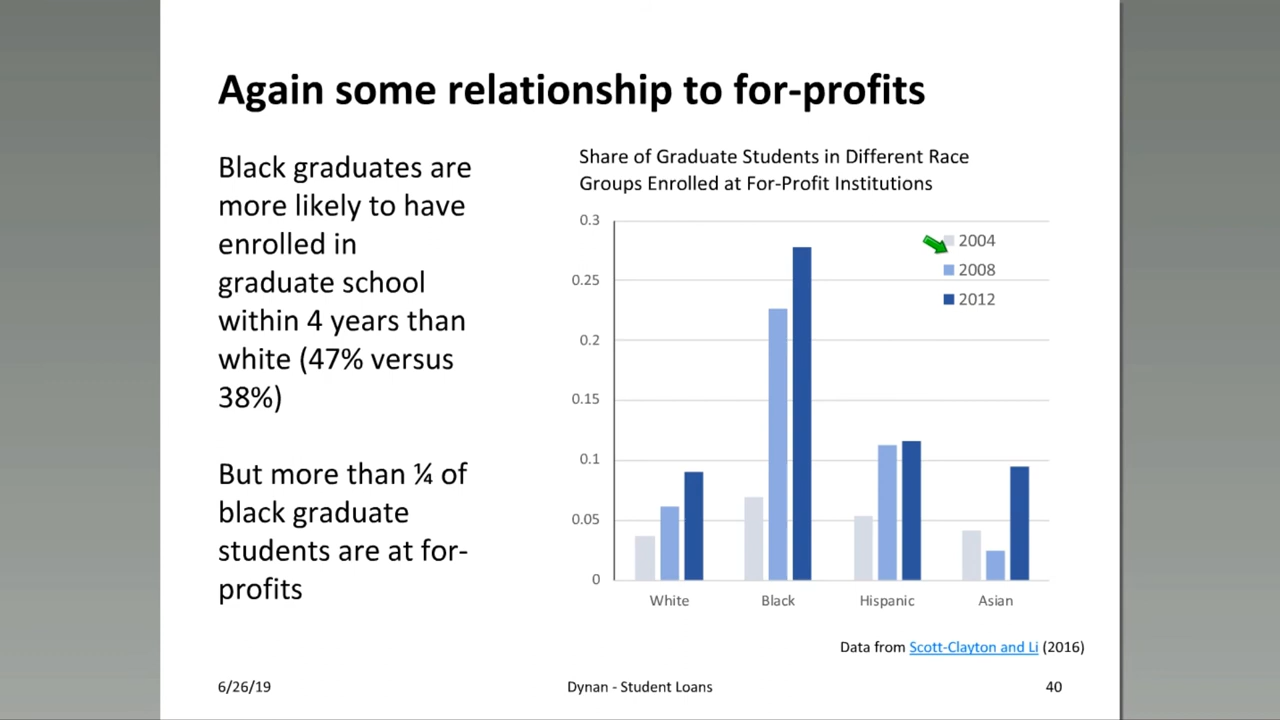 Again some relationship to for-profits
Black graduates are
more likely to have
enrolled in
graduate school
within 4 years than
white (47% versus
38%)
But more than ¼ of
black graduate
students are at for-
profits
Share of Graduate Students in Different Race
Groups Enrolled at For-Profit Institutions
0.3
0.25
0.2
0.15
0.1
0.05
0
2004
2008
2012
White
Black
Hispanic
Asian
Data from Scott-Clayton and Li (2016)
6/26/19
Dynan - Student Loans
40